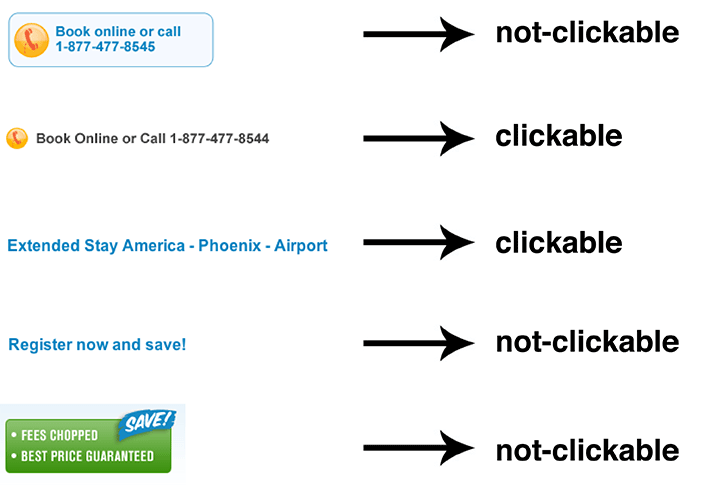 Book online or call
1-877-477-8545
not-clickable
Book Online or Call 1-877-477-8544
clickable
Extended Stay America - Phoenix - Airport
clickable
Register now and save!
not-clickable
SAVE!
• FEES CHOPPED
• BEST PRICE GUARANTEED
not-clickable